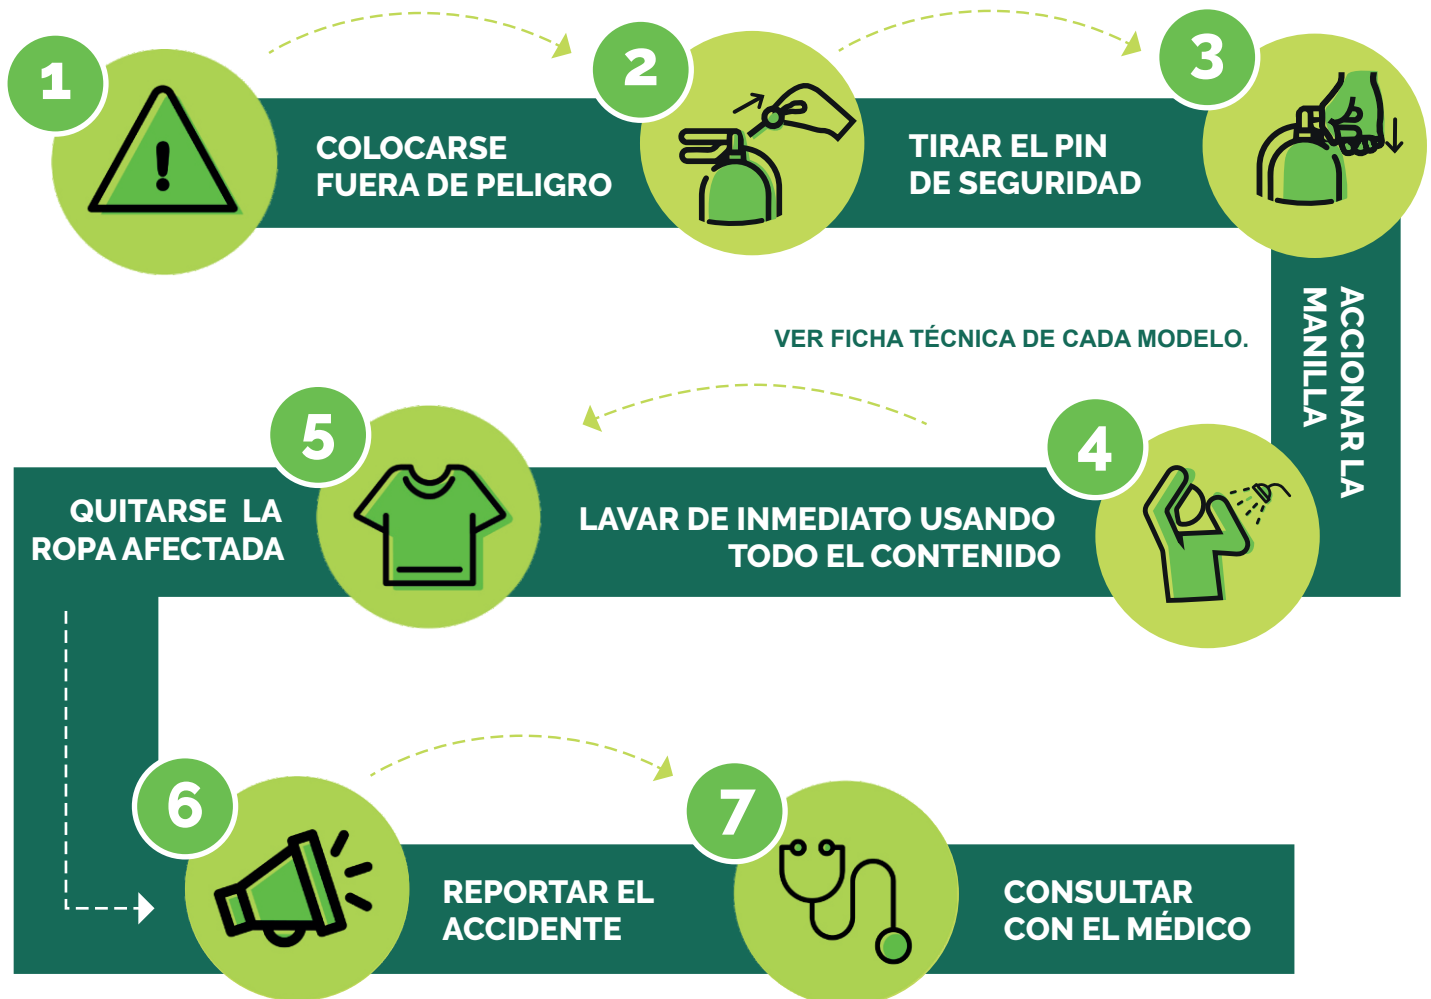 1
COLOCARSE
FUERA DE PELIGRO
2
TIRAR EL PIN
DE SEGURIDAD
3
ACCIONAR LA
MANILLA
VER FICHA TÉCNICA DE CADA MODELO.
4
LAVAR DE INMEDIATO USANDO
TODO EL CONTENIDO
5
QUITARSE LA
ROPA AFECTADA
6
REPORTAR EL
ACCIDENTE
7
CONSULTAR
CON EL MÉDICO